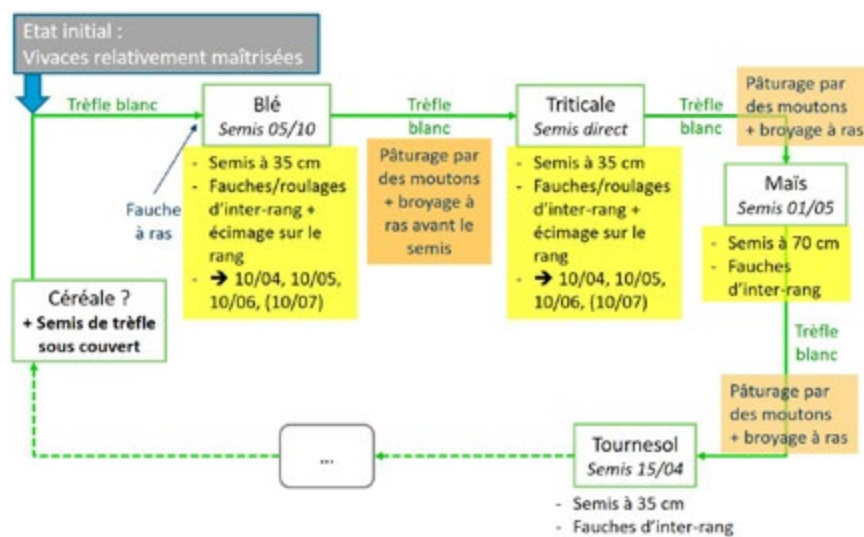 Etat initial :
Vivaces relativement maîtrisées
Trèfle blanc
Blé
Semis 05/10
Trèfle
blanc
Triticale
Semis direct
Trèfle
blanc
Pâturage par
des moutons
+ broyage à ras
Fauche
à ras
- Semis à 35 cm
- Fauches/roulages
d'inter-rang +
écimage sur le
rang
- ➔ 10/04, 10/05,
10/06, (10/07)
Pâturage par
des moutons
+ broyage à
ras avant le
semis
- Semis à 35 cm
- Fauches/roulages
d'inter-rang +
écimage sur le
rang
- ➔ 10/04, 10/05,
10/06, (10/07)
Maïs
Semis 01/05
- Semis à 70 cm
- Fauches
d'inter-rang
Céréale ?
+ Semis de trèfle
sous couvert
Trèfle
blanc
Pâturage par
des moutons
+ broyage à ras
...
Tournesol
Semis 15/04
- Semis à 35 cm
- Fauches d'inter-rang